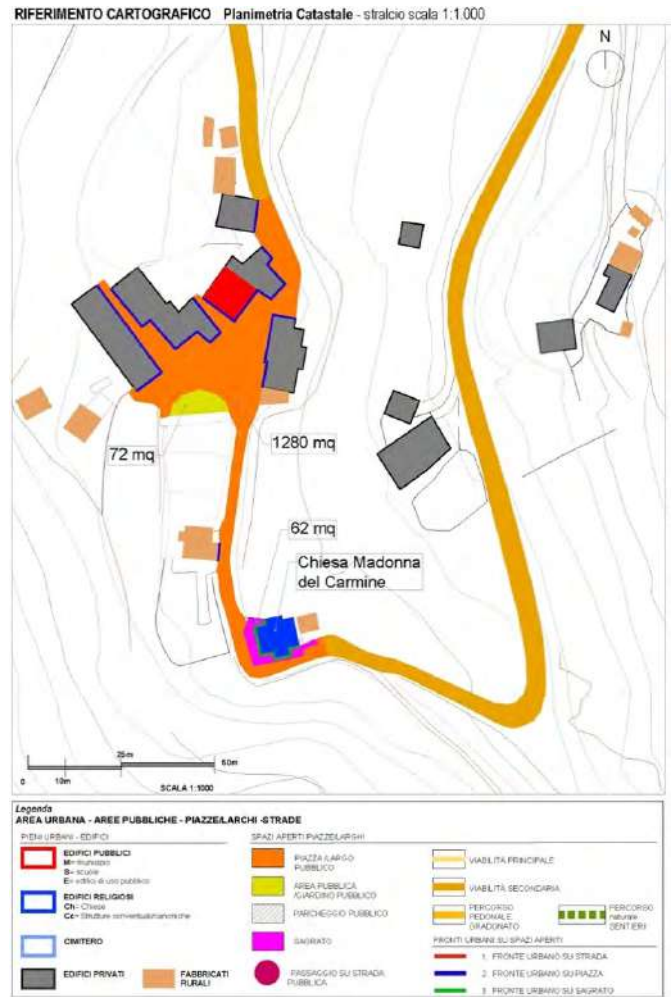 RIFERIMENTO CARTOGRAFICO Planimetria Catastale - stralcio scala 1:1.000
N
72 mq
1280 mq
62 mq
Chiesa Madonna
del Carmine
25m
0 10m 50m
SCALA 1:1000
Legenda
AREA URBANA - AREE PUBBLICHE - PIAZZE/LARCHI -STRADE
PIENI URBANI - EDIFICI
EDIFICI PUBBLICI
M= municipio
S= scuole
E= edifici di uso pubblico
EDIFICI RELIGIOSI
Ch= Chiese
CIMITERO
EDIFICI PRIVATI
FABBRICATI
RURALI
SPAZI APERTI PIAZZE/LARGHI
PIAZZA /LARGO
PUBBLICO
AREA PUBBLICA
/GIARDINO PUBBLICO
PARCHEGGIO PUBBLICO
SAGRATO
PASSAGGIO SU STRADA
PUBBLICA
VIABILITÀ PRINCIPALE
VIABILITÀ SECONDARIA
PERCORSO
PEDONALE
GRADONATO
PERCORSO
naturale
SENTIERI
FRONTI URBANI SU SPAZI APERTI
1. FRONTE URBANO SU STRADA
2. FRONTE URBANO SU PIAZZA
3. FRONTE URBANO SU SAGRATO